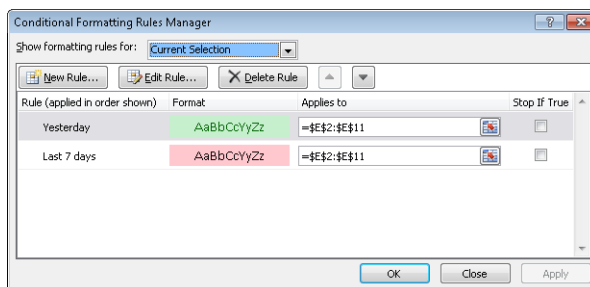 Conditional Formatting Rules Manager
Show formatting rules for: Current Selection
New Rule... Edit Rule... Delete Rule
Rule (applied in order shown) Format Applies to Stop If True
Yesterday AaBbCcYyZz =$E$2:$E$11
Last 7 days AaBbCcYyZz =$E$2:$E$11
OK Close Apply